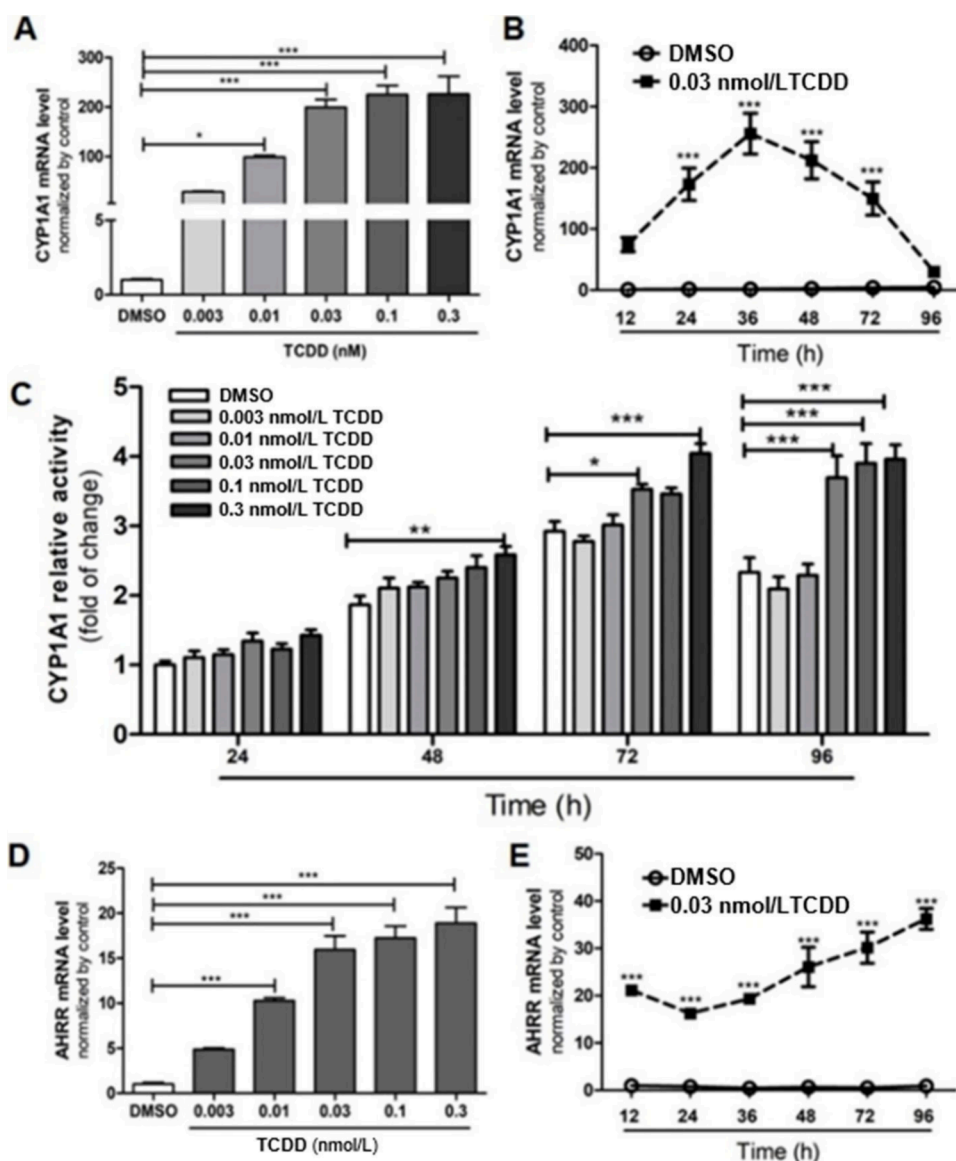 A
CYP1A1 mRNA level
normalized by control
300
200
100
5
0
***
***
***
*
DMSO
0.003
0.01
0.03
0.1
0.3
TCDD (nM)
B
CYP1A1 mRNA level
normalized by control
400
300
200
100
0
DMSO
0.03 nmol/LTCDD
***
***
***
***
12
24
36
48
72
96
Time (h)
C
CYP1A1 relative activity
(fold of change)
5
4
3
2
1
0
DMSO
0.003 nmol/L TCDD
0.01 nmol/L TCDD
0.03 nmol/L TCDD
0.1 nmol/L TCDD
0.3 nmol/L TCDD
**
***
*
***
***
***
24
48
72
96
Time (h)
D
AHRR mRNA level
normalized by control
25
20
15
10
5
0
***
***
***
***
DMSO
0.003
0.01
0.03
0.1
0.3
TCDD (nmol/L)
E
AHRR mRNA level
normalized by control
50
40
30
20
10
0
DMSO
0.03 nmol/LTCDD
***
***
***
***
***
***
12
24
36
48
72
96
Time (h)